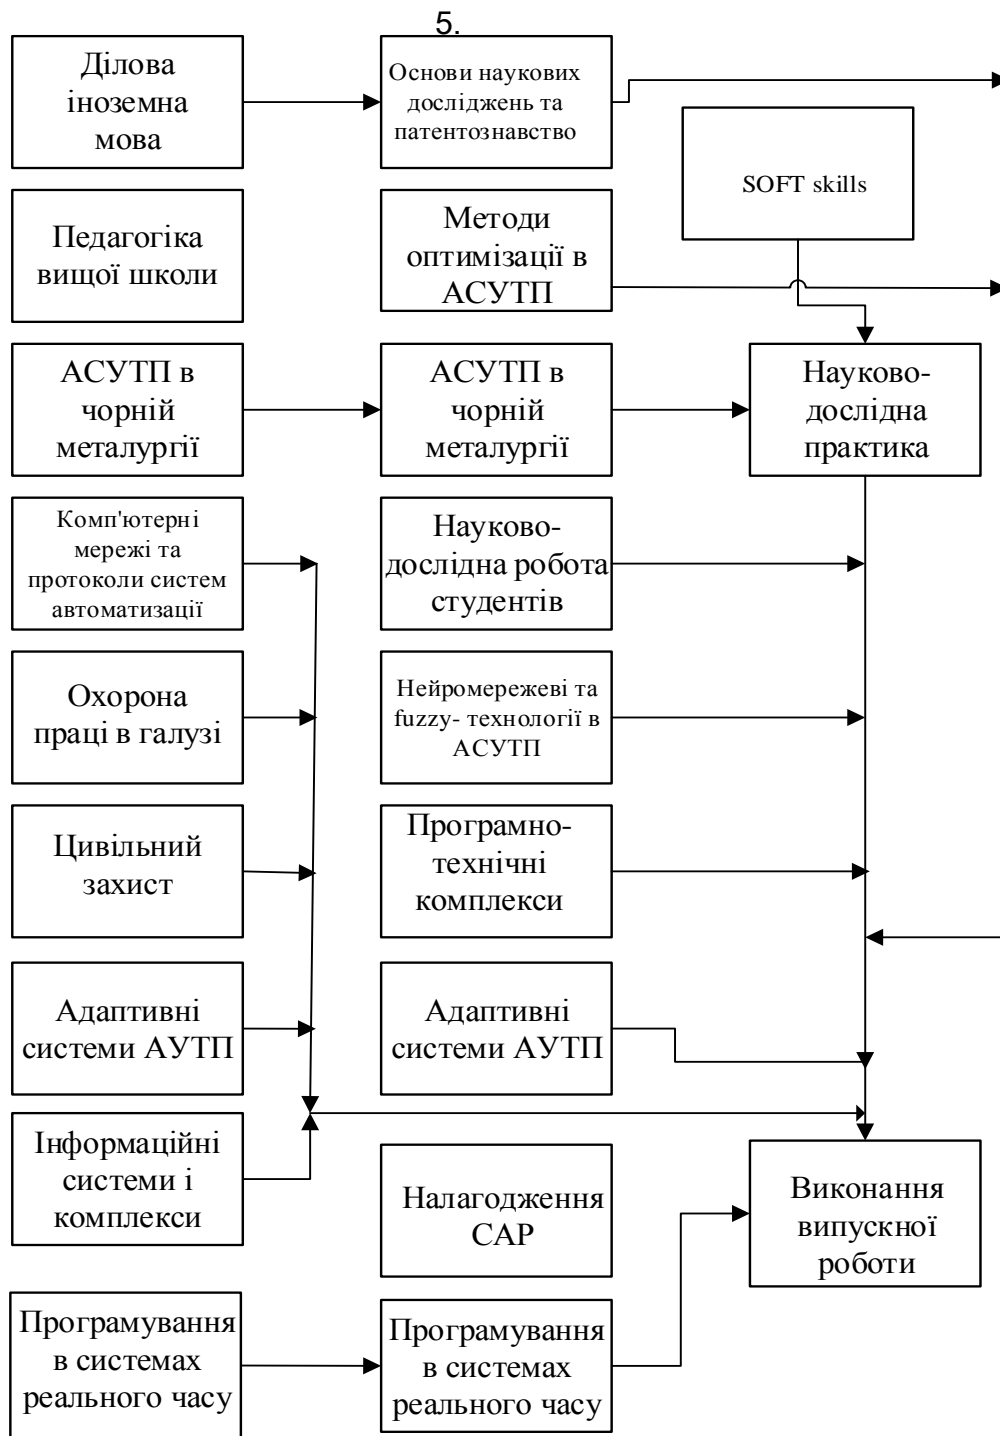 5.
Ділова
іноземна
мова
Основи наукових
досліджень та
патентознавство
SOFT skills
Педагогіка
вищої школи
Методи
оптимізації в
АСУТП
АСУТП в
чорній
металургії
АСУТП в
чорній
металургії
Науково-
дослідна
практика
Комп'ютерні
мережі та
протоколи систем
автоматизації
Науково-
дослідна робота
студентів
Охорона
праці в галузі
Нейромережеві та
fuzzy- технології в
АСУТП
Цивільний
захист
Програмно-
технічні
комплекси
Адаптивні
системи АУТП
Адаптивні
системи АУТП
Інформаційні
системи і
комплекси
Налагодження
САР
Виконання
випускної
роботи
Програмування
в системах
реального часу
Програмування
в системах
реального часу